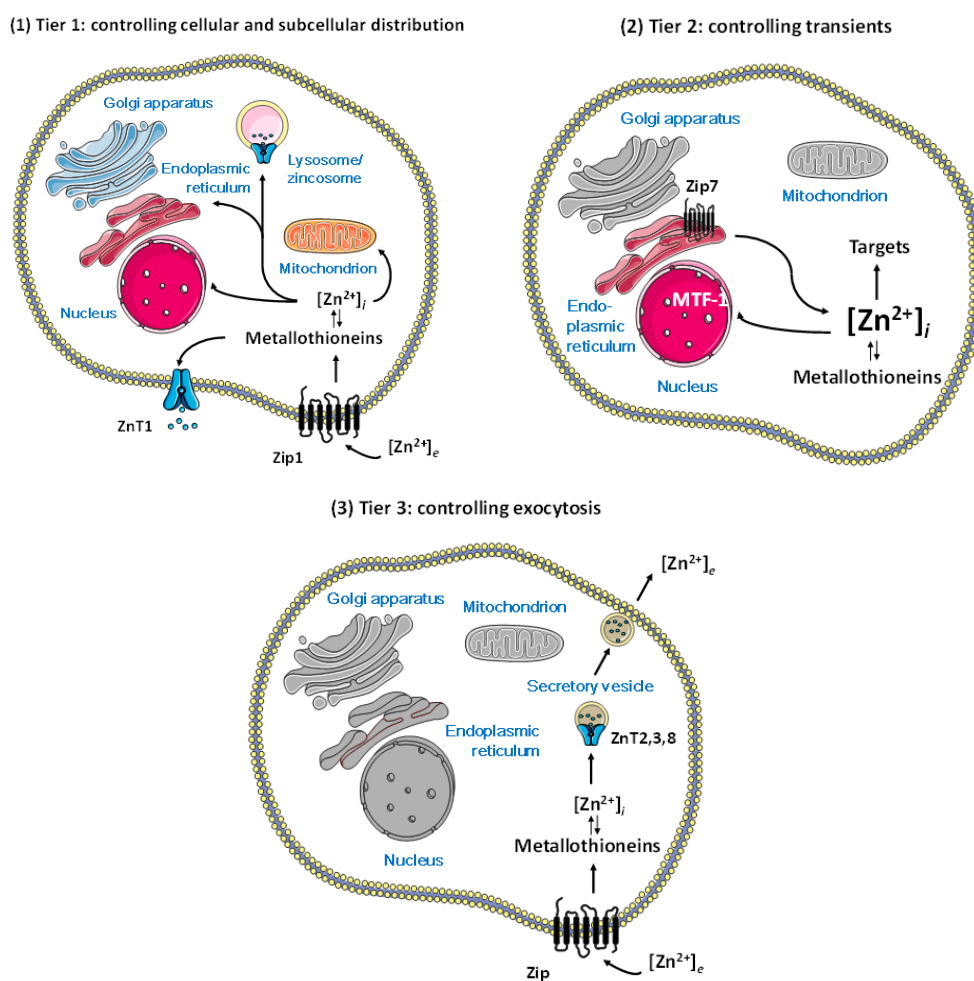 (1) Tier 1: controlling cellular and subcellular distribution
Golgi apparatus
Endoplasmic
reticulum
Lysosome/
zincosome
Mitochondrion
Nucleus
[Zn²⁺]ᵢ
Metallothioneins
ZnT1
Zip1
[Zn²⁺]ₑ
(2) Tier 2: controlling transients
Golgi apparatus
Zip7
Mitochondrion
Targets
MTF-1
[Zn²⁺]ᵢ
Endo-
plasmic
reticulum
Nucleus
Metallothioneins
(3) Tier 3: controlling exocytosis
[Zn²⁺]ₑ
Golgi apparatus
Mitochondrion
Secretory vesicle
Endoplasmic
reticulum
ZnT2,3,8
[Zn²⁺]ᵢ
Metallothioneins
Nucleus
Zip
[Zn²⁺]ₑ